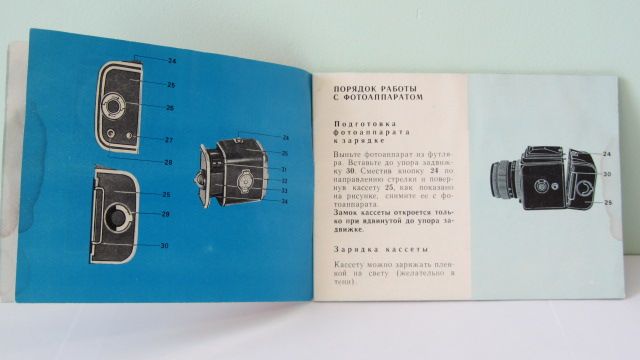 24
25
26
27
28
25
28
30
24
25
31
32
33
34
ПОРЯДОК РАБОТЫ
С ФОТОАППАРАТОМ
Подготовка
фотоаппарата
к зарядке
Выньте фотоаппарат из футля-
ра. Вставьте до упора задвиж-
ку 30. Сместив кнопку 24 по
направлению стрелки и повер-
нув кассету 25, как показано
на рисунке, снимите ее с фо-
тоаппарата.
Замок кассеты откроется толь-
ко при вдвинутой до упора за-
движке.
Зарядка кассеты
Кассету можно заряжать плен-
кой на свету (желательно в
тени).
24
30
25